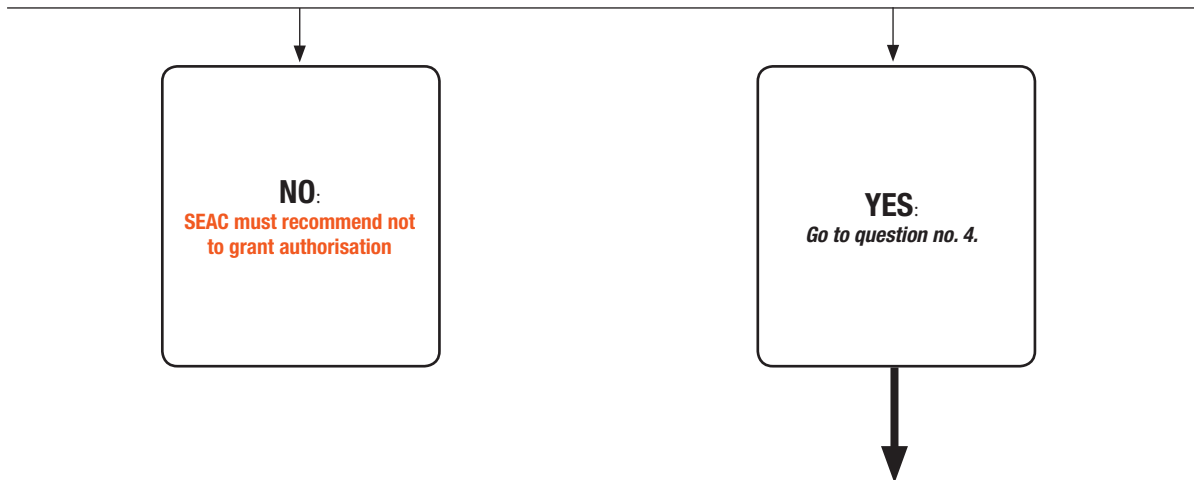 NO:
SEAC must recommend not
to grant authorisation
YES:
Go to question no. 4.